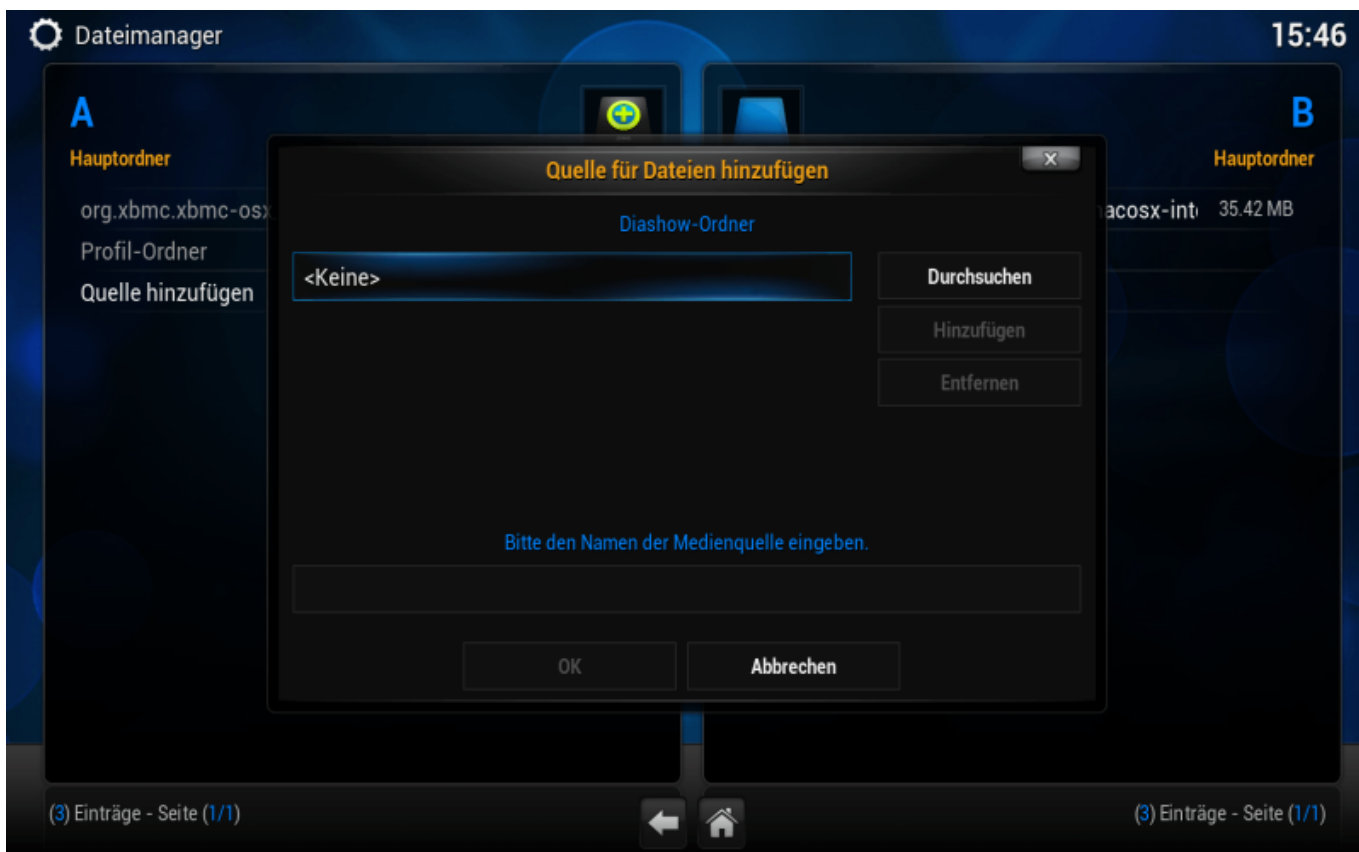 Dateimanager
15:46
A
B
Hauptordner
Hauptordner
Quelle für Dateien hinzufügen
x
org.xbmc.xbmc-osx
35.42 MB
Diashow-Ordner
Profil-Ordner
<Keine>
Durchsuchen
Quelle hinzufügen
Hinzufügen
Entfernen
Bitte den Namen der Medienquelle eingeben.
OK
Abbrechen
(3) Einträge - Seite (1/1)
(3) Einträge - Seite (1/1)